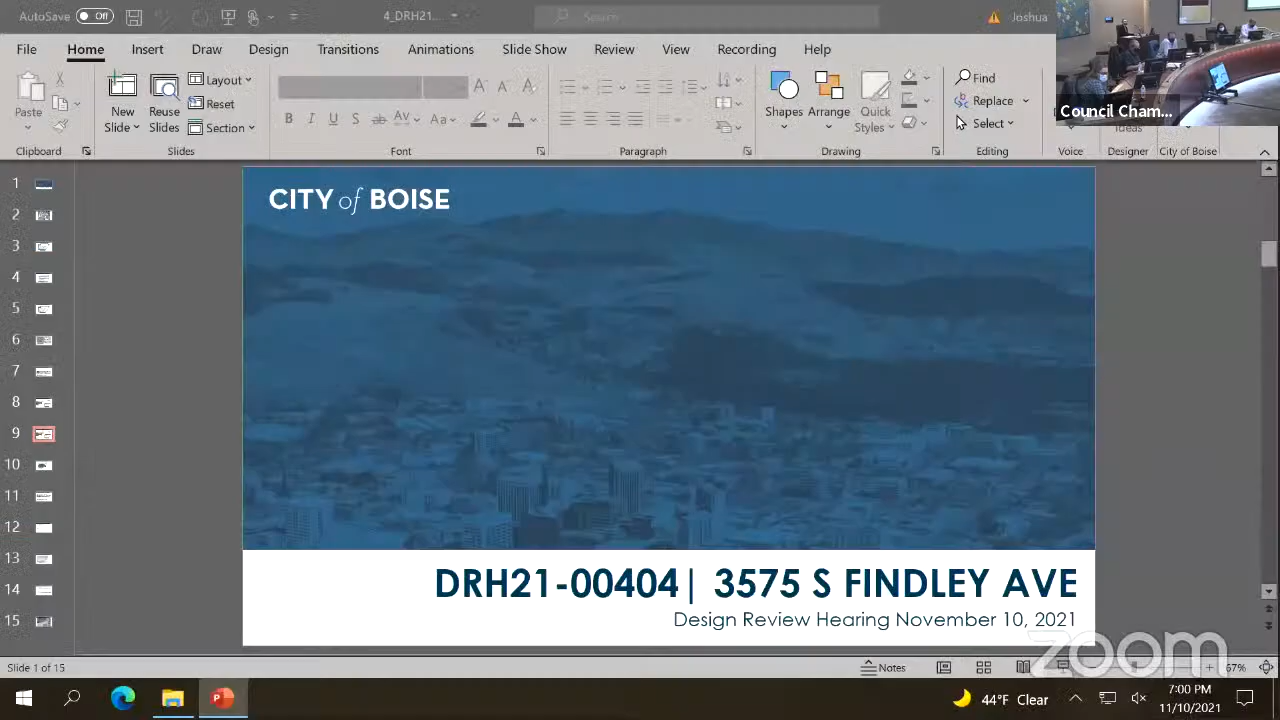 AutoSave Off 4_DRH21... Search Joshua
File Home Insert Draw Design Transitions Animations Slide Show Review View Recording Help
Paste New Slide Reuse Slides Layout Reset Section
B I U S ab AV Aa A
Shapes Arrange Quick Styles
Find
Replace
Select
Council Cham...
Ideas
Clipboard Slides Font Paragraph Drawing Editing Voice Designer City of Boise
1
2
3
4
5
6
7
8
9
10
11
12
13
14
15
CITY of BOISE
DRH21-00404| 3575 S FINDLEY AVE
Design Review Hearing November 10, 2021
zoom
Slide 1 of 15 Notes 67%
44°F Clear 7:00 PM
11/10/2021